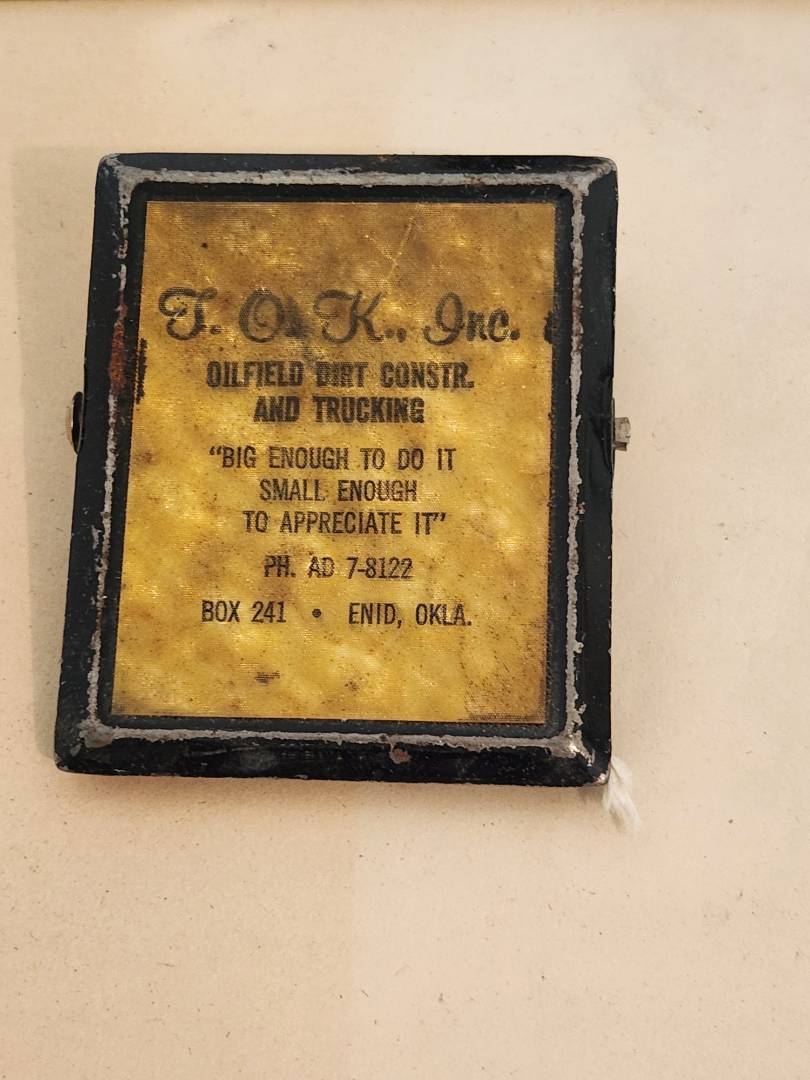 T. O. K., Inc.
OILFIELD DIRT CONSTR.
AND TRUCKING
"BIG ENOUGH TO DO IT
SMALL ENOUGH
TO APPRECIATE IT"
PH. AD 7-8122
BOX 241 • ENID, OKLA.